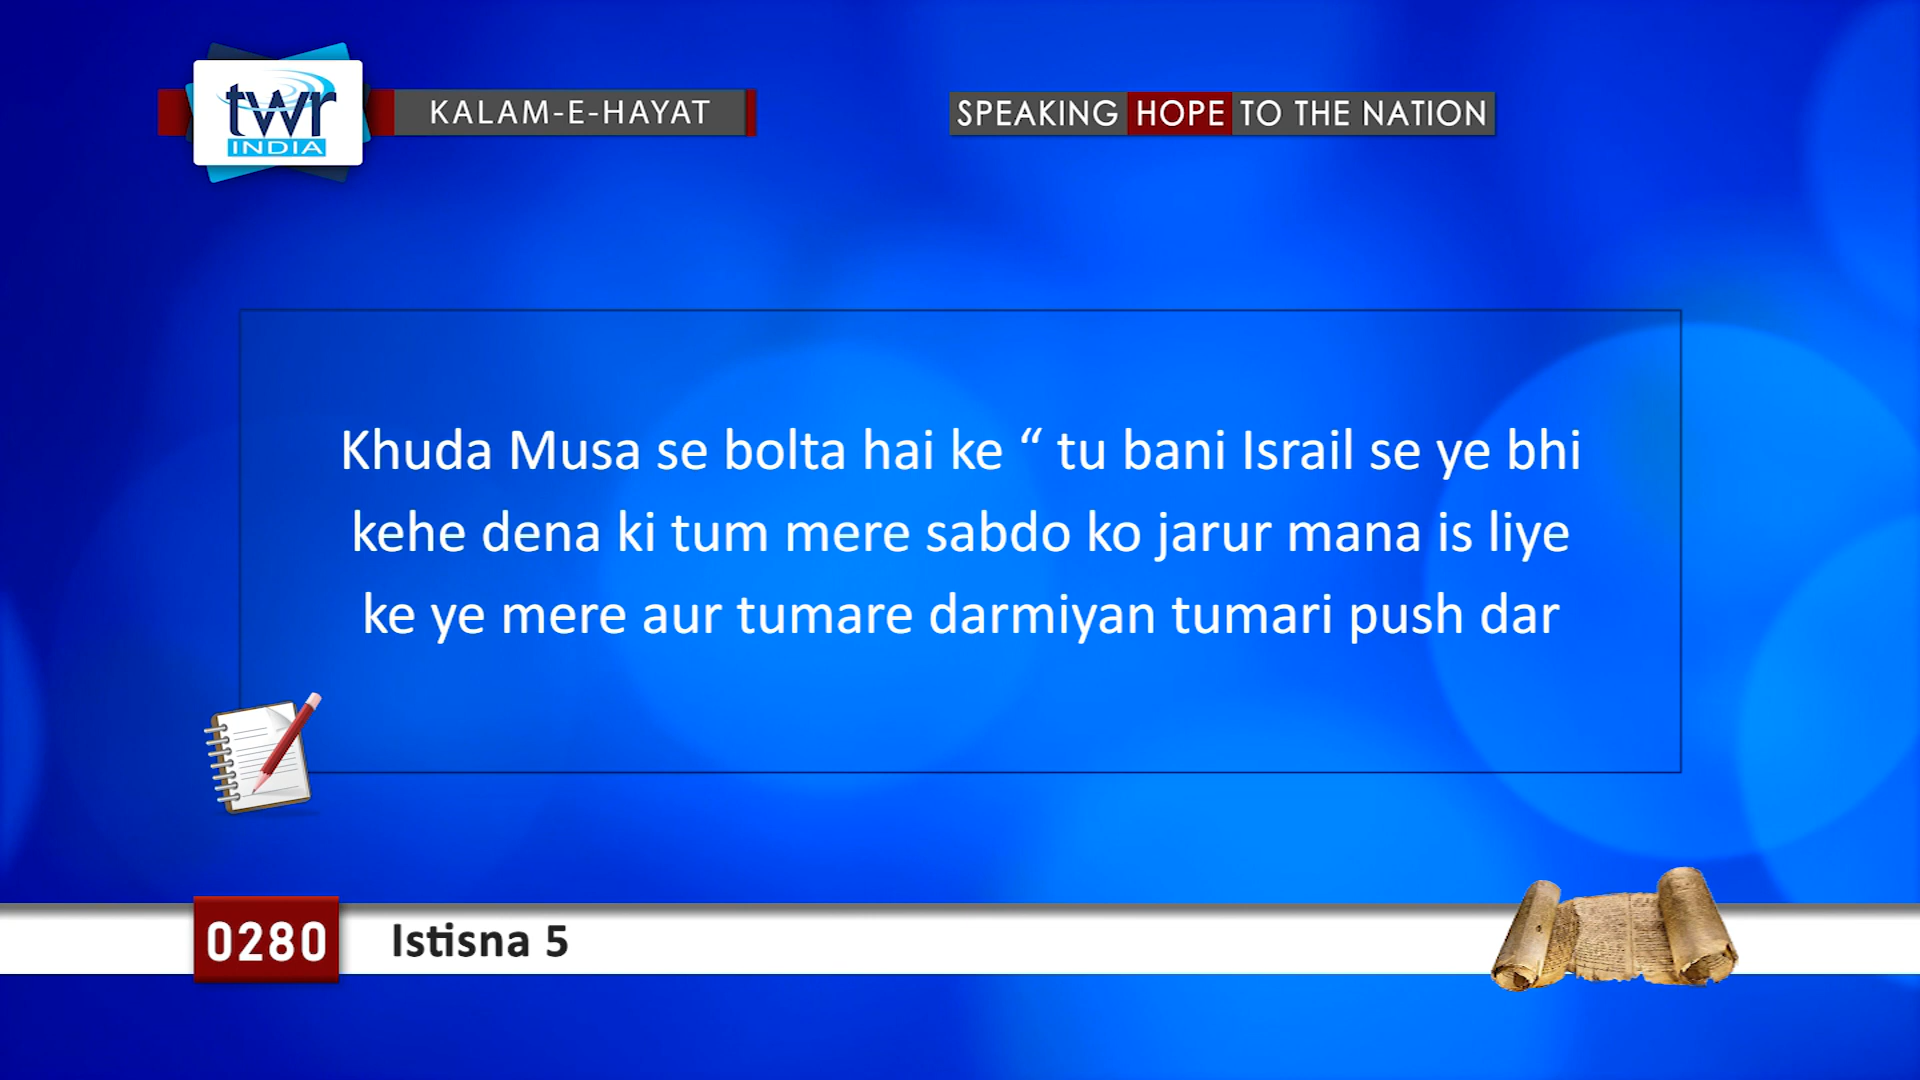 twr
INDIA
KALAM-E-HAYAT
SPEAKING HOPE TO THE NATION
Khuda Musa se bolta hai ke “ tu bani Israil se ye bhi
kehe dena ki tum mere sabdo ko jarur mana is liye
ke ye mere aur tumare darmiyan tumari push dar
0280
Istisna 5